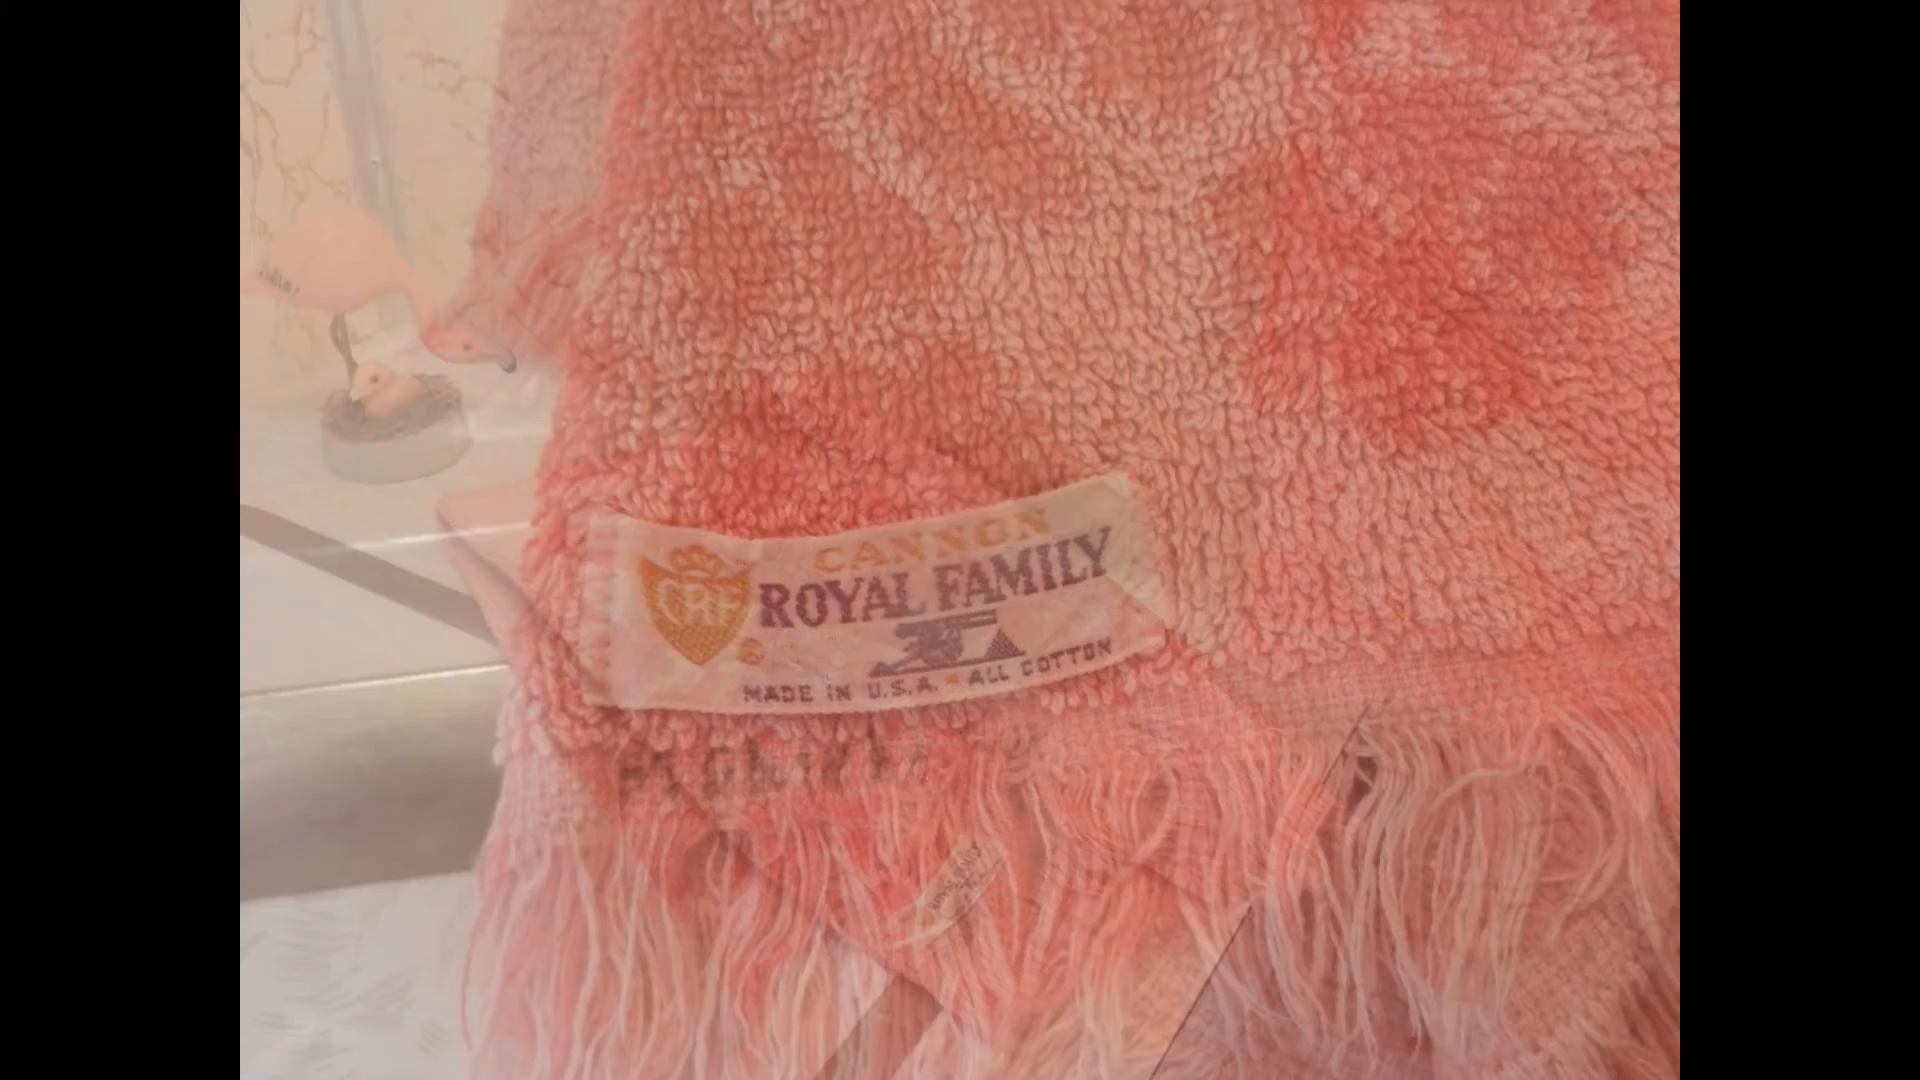 CANNON
CRF ROYAL FAMILY
®
MADE IN U.S.A. - ALL COTTON